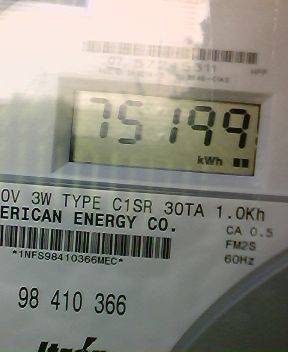 75199
kWh
0V 3W TYPE C1SR 30TA 1.0Kh
ERICAN ENERGY CO.
CA 0.5
FM2S
*1NFS98410366MEC*
60Hz
98 410 366
Itrón